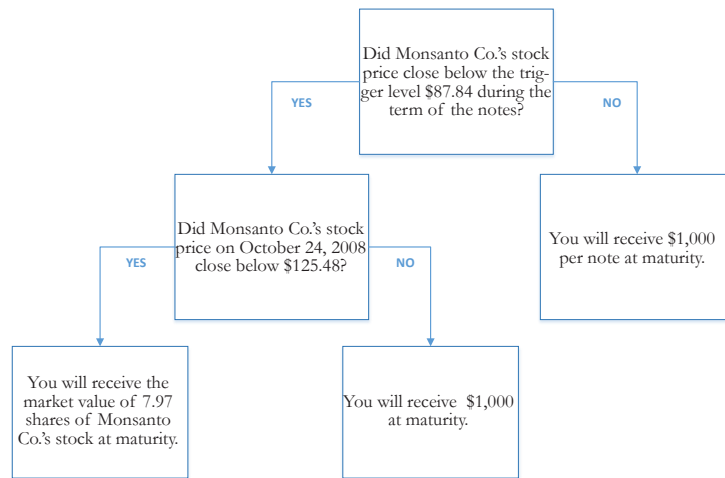 Did Monsanto Co.'s stock
price close below the trig-
ger level $87.84 during the
term of the notes?
YES
NO
Did Monsanto Co.'s stock
price on October 24, 2008
close below $125.48?
You will receive $1,000
per note at maturity.
YES
NO
You will receive the
market value of 7.97
shares of Monsanto
Co.'s stock at maturity.
You will receive $1,000
at maturity.